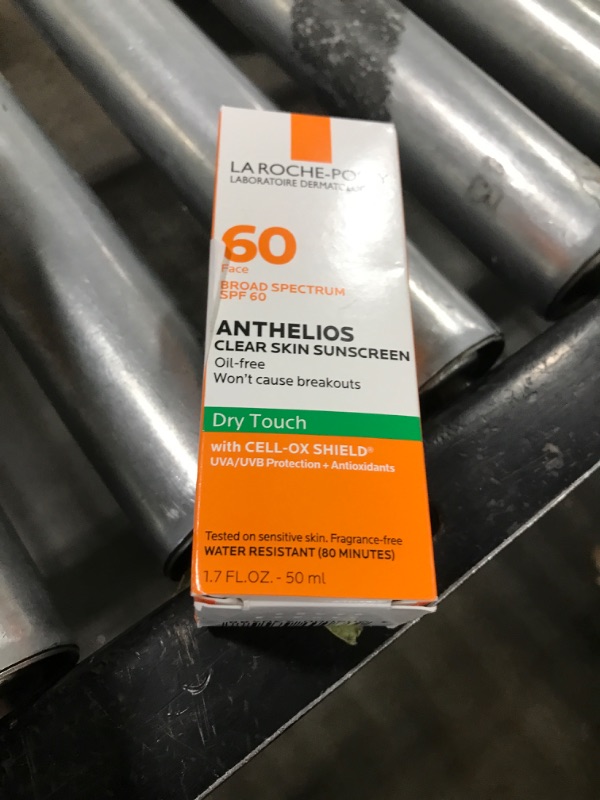 LA ROCHE-POSAY
LABORATOIRE
60
Face
BROAD SPECTRUM
SPF 60
ANTHELIOS
CLEAR SKIN SUNSCREEN
Oil-free
Won't cause breakouts
Dry Touch
with CELL-OX SHIELD®
UVA/UVB Protection + Antioxidants
Tested on sensitive skin. Fragrance-free
WATER RESISTANT (80 MINUTES)
1.7 FL.OZ. - 50 ml